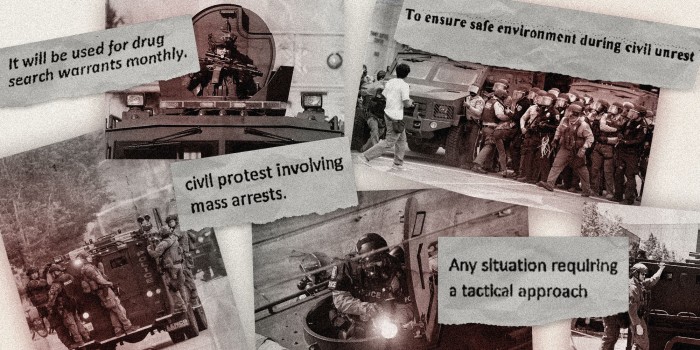 It will be used for drug
search warrants monthly.
To ensure safe environment during civil unrest
civil protest involving
mass arrests.
Any situation requiring
a tactical approach